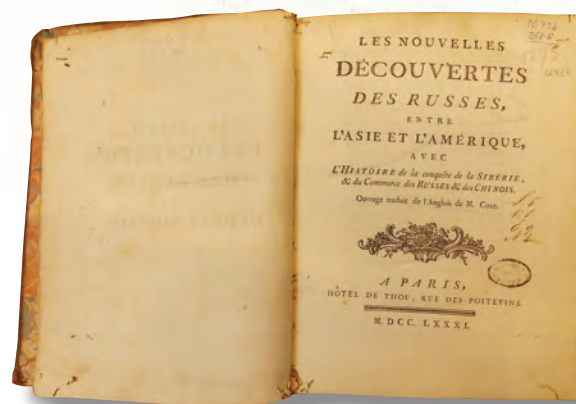 LES NOUVELLES
DÉCOUVERTES
DES RUSSES,
ENTRE
L'ASIE ET L'AMÉRIQUE,
AVEC
L'HISTOIRE de la conquête de la SIBÉRIE,
& du Commerce des RUSSES & des CHINOIS.
Ouvrage traduit de l'Anglois de M. Coxe.
A PARIS,
HÔTEL DE THOU, RUE DES POITEVINS.
M. DCC. LXXXI.